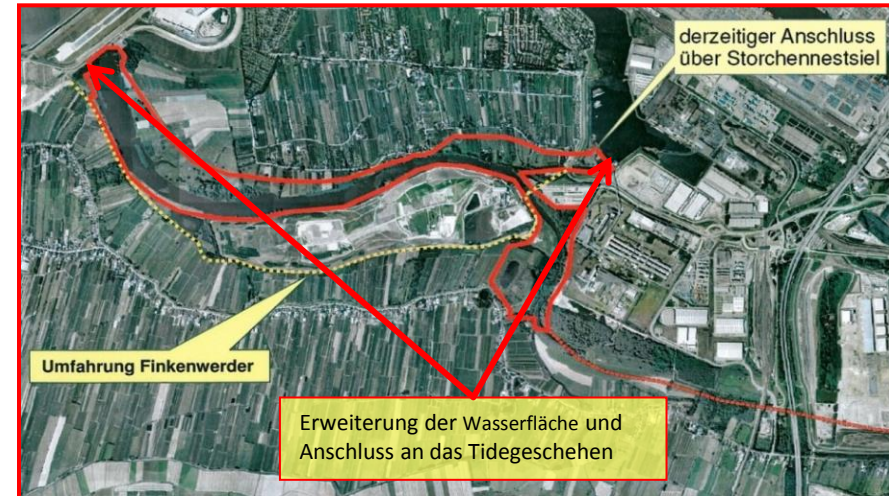 derzeitiger Anschluss
über Storchennestsiel
Umfahrung Finkenwerder
Erweiterung der Wasserfläche und
Anschluss an das Tidegeschehen